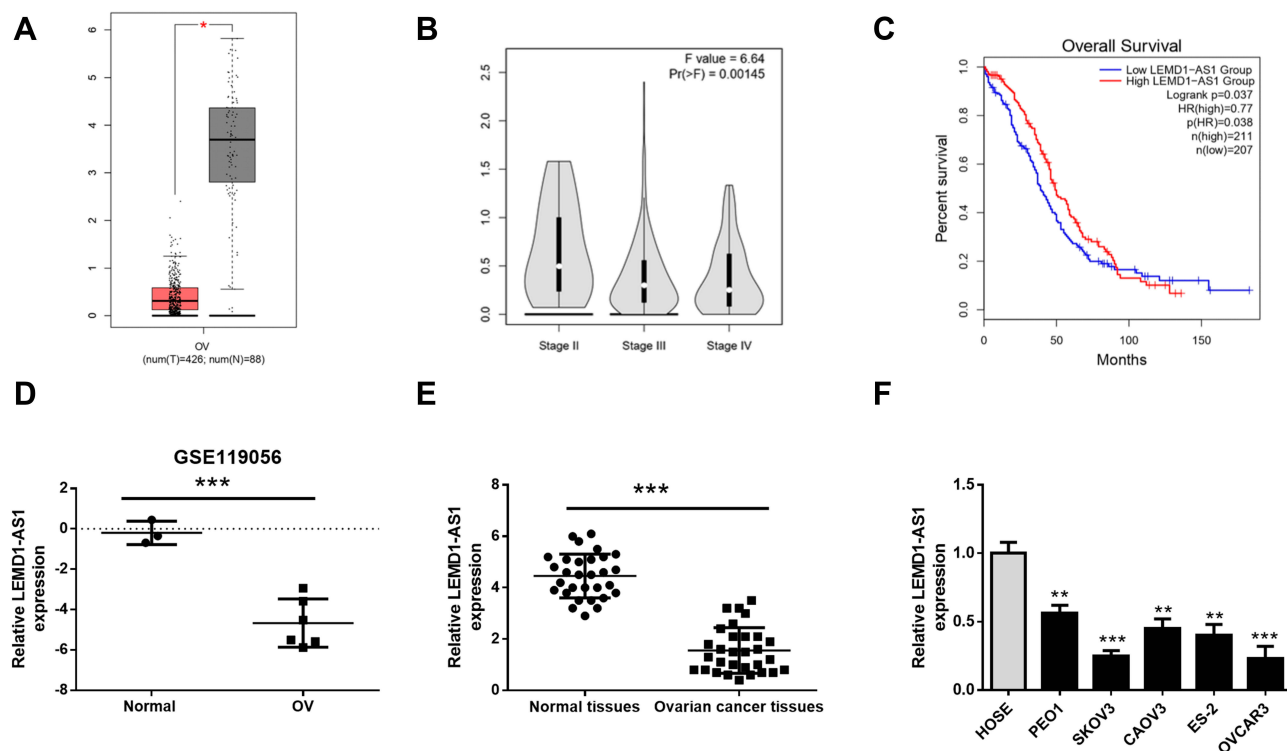 A
6
5
4
3
2
1
0
*
OV
(num(T)=426; num(N)=88)
B
F value = 6.64
Pr(>F) = 0.00145
2.5
2.0
1.5
1.0
0.5
0.0
Stage II
Stage III
Stage IV
C
Overall Survival
Low LEMD1−AS1 Group
High LEMD1−AS1 Group
Logrank p=0.037
HR(high)=0.77
p(HR)=0.038
n(high)=211
n(low)=207
Percent survival
1.0
0.8
0.6
0.4
0.2
0.0
0
50
100
150
Months
D
GSE119056
***
Relative LEMD1-AS1
expression
2
0
-2
-4
-6
-8
Normal
OV
E
***
Relative LEMD1-AS1
expression
8
6
4
2
0
Normal tissues
Ovarian cancer tissues
F
Relative LEMD1-AS1
expression
1.5
1.0
0.5
0.0
**
***
**
**
***
HOSE
PEO1
SKOV3
CAOV3
ES-2
OVCAR3